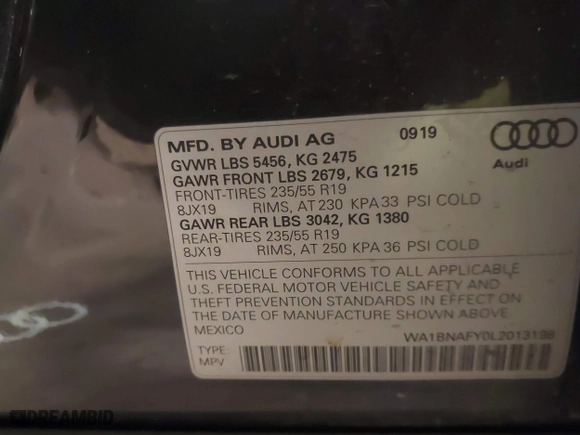 MFD. BY AUDI AG 0919
GVWR LBS 5456, KG 2475
GAWR FRONT LBS 2679, KG 1215
FRONT-TIRES 235/55 R19
8JX19 RIMS, AT 230 KPA 33 PSI COLD
GAWR REAR LBS 3042, KG 1380
REAR-TIRES 235/55 R19
8JX19 RIMS, AT 250 KPA 36 PSI COLD
Audi
THIS VEHICLE CONFORMS TO ALL APPLICABLE
U.S. FEDERAL MOTOR VEHICLE SAFETY AND
THEFT PREVENTION STANDARDS IN EFFECT ON
THE DATE OF MANUFACTURE SHOWN ABOVE.
MEXICO WA1BNAFY0L2013198
TYPE:
MPV
DREAMBID